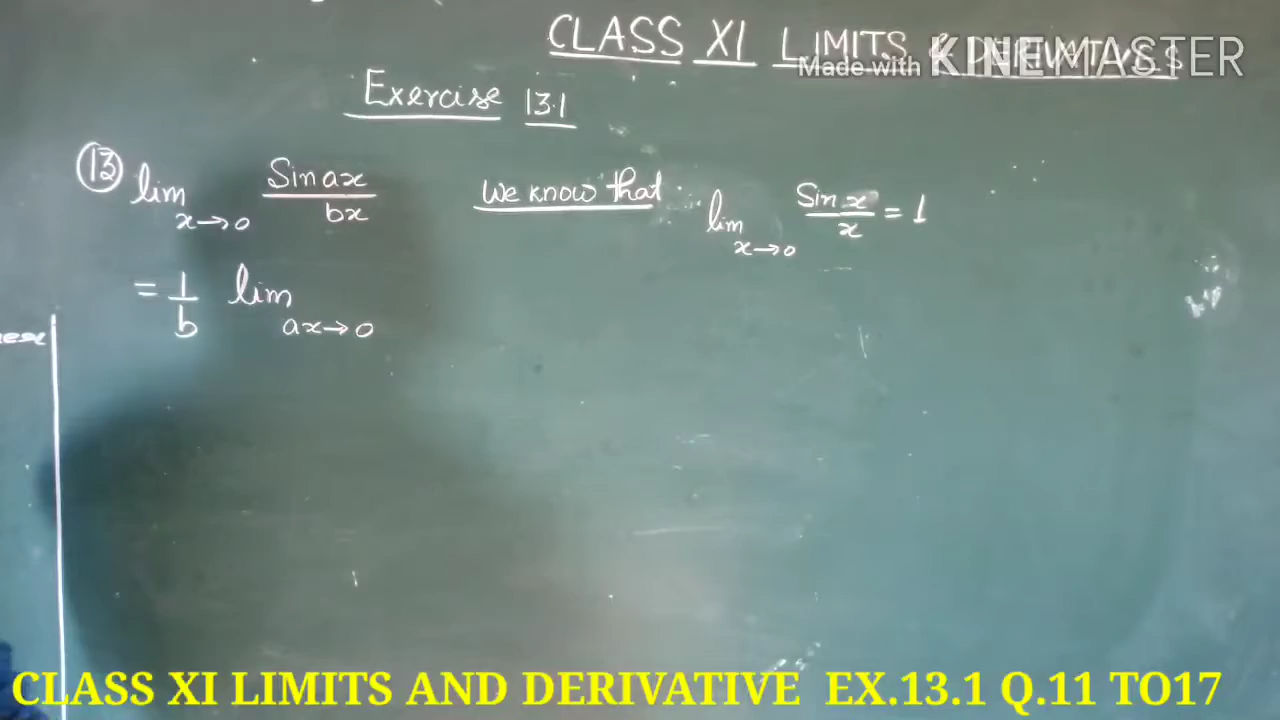 CLASS XI LIMITS & DERIVATIVES
Made with KINEMASTER
Exercise 13.1
13 lim x→0 Sin ax / bx
We know that lim x→0 Sin x / x = 1
= 1/b lim ax→0
CLASS XI LIMITS AND DERIVATIVE EX.13.1 Q.11 TO17